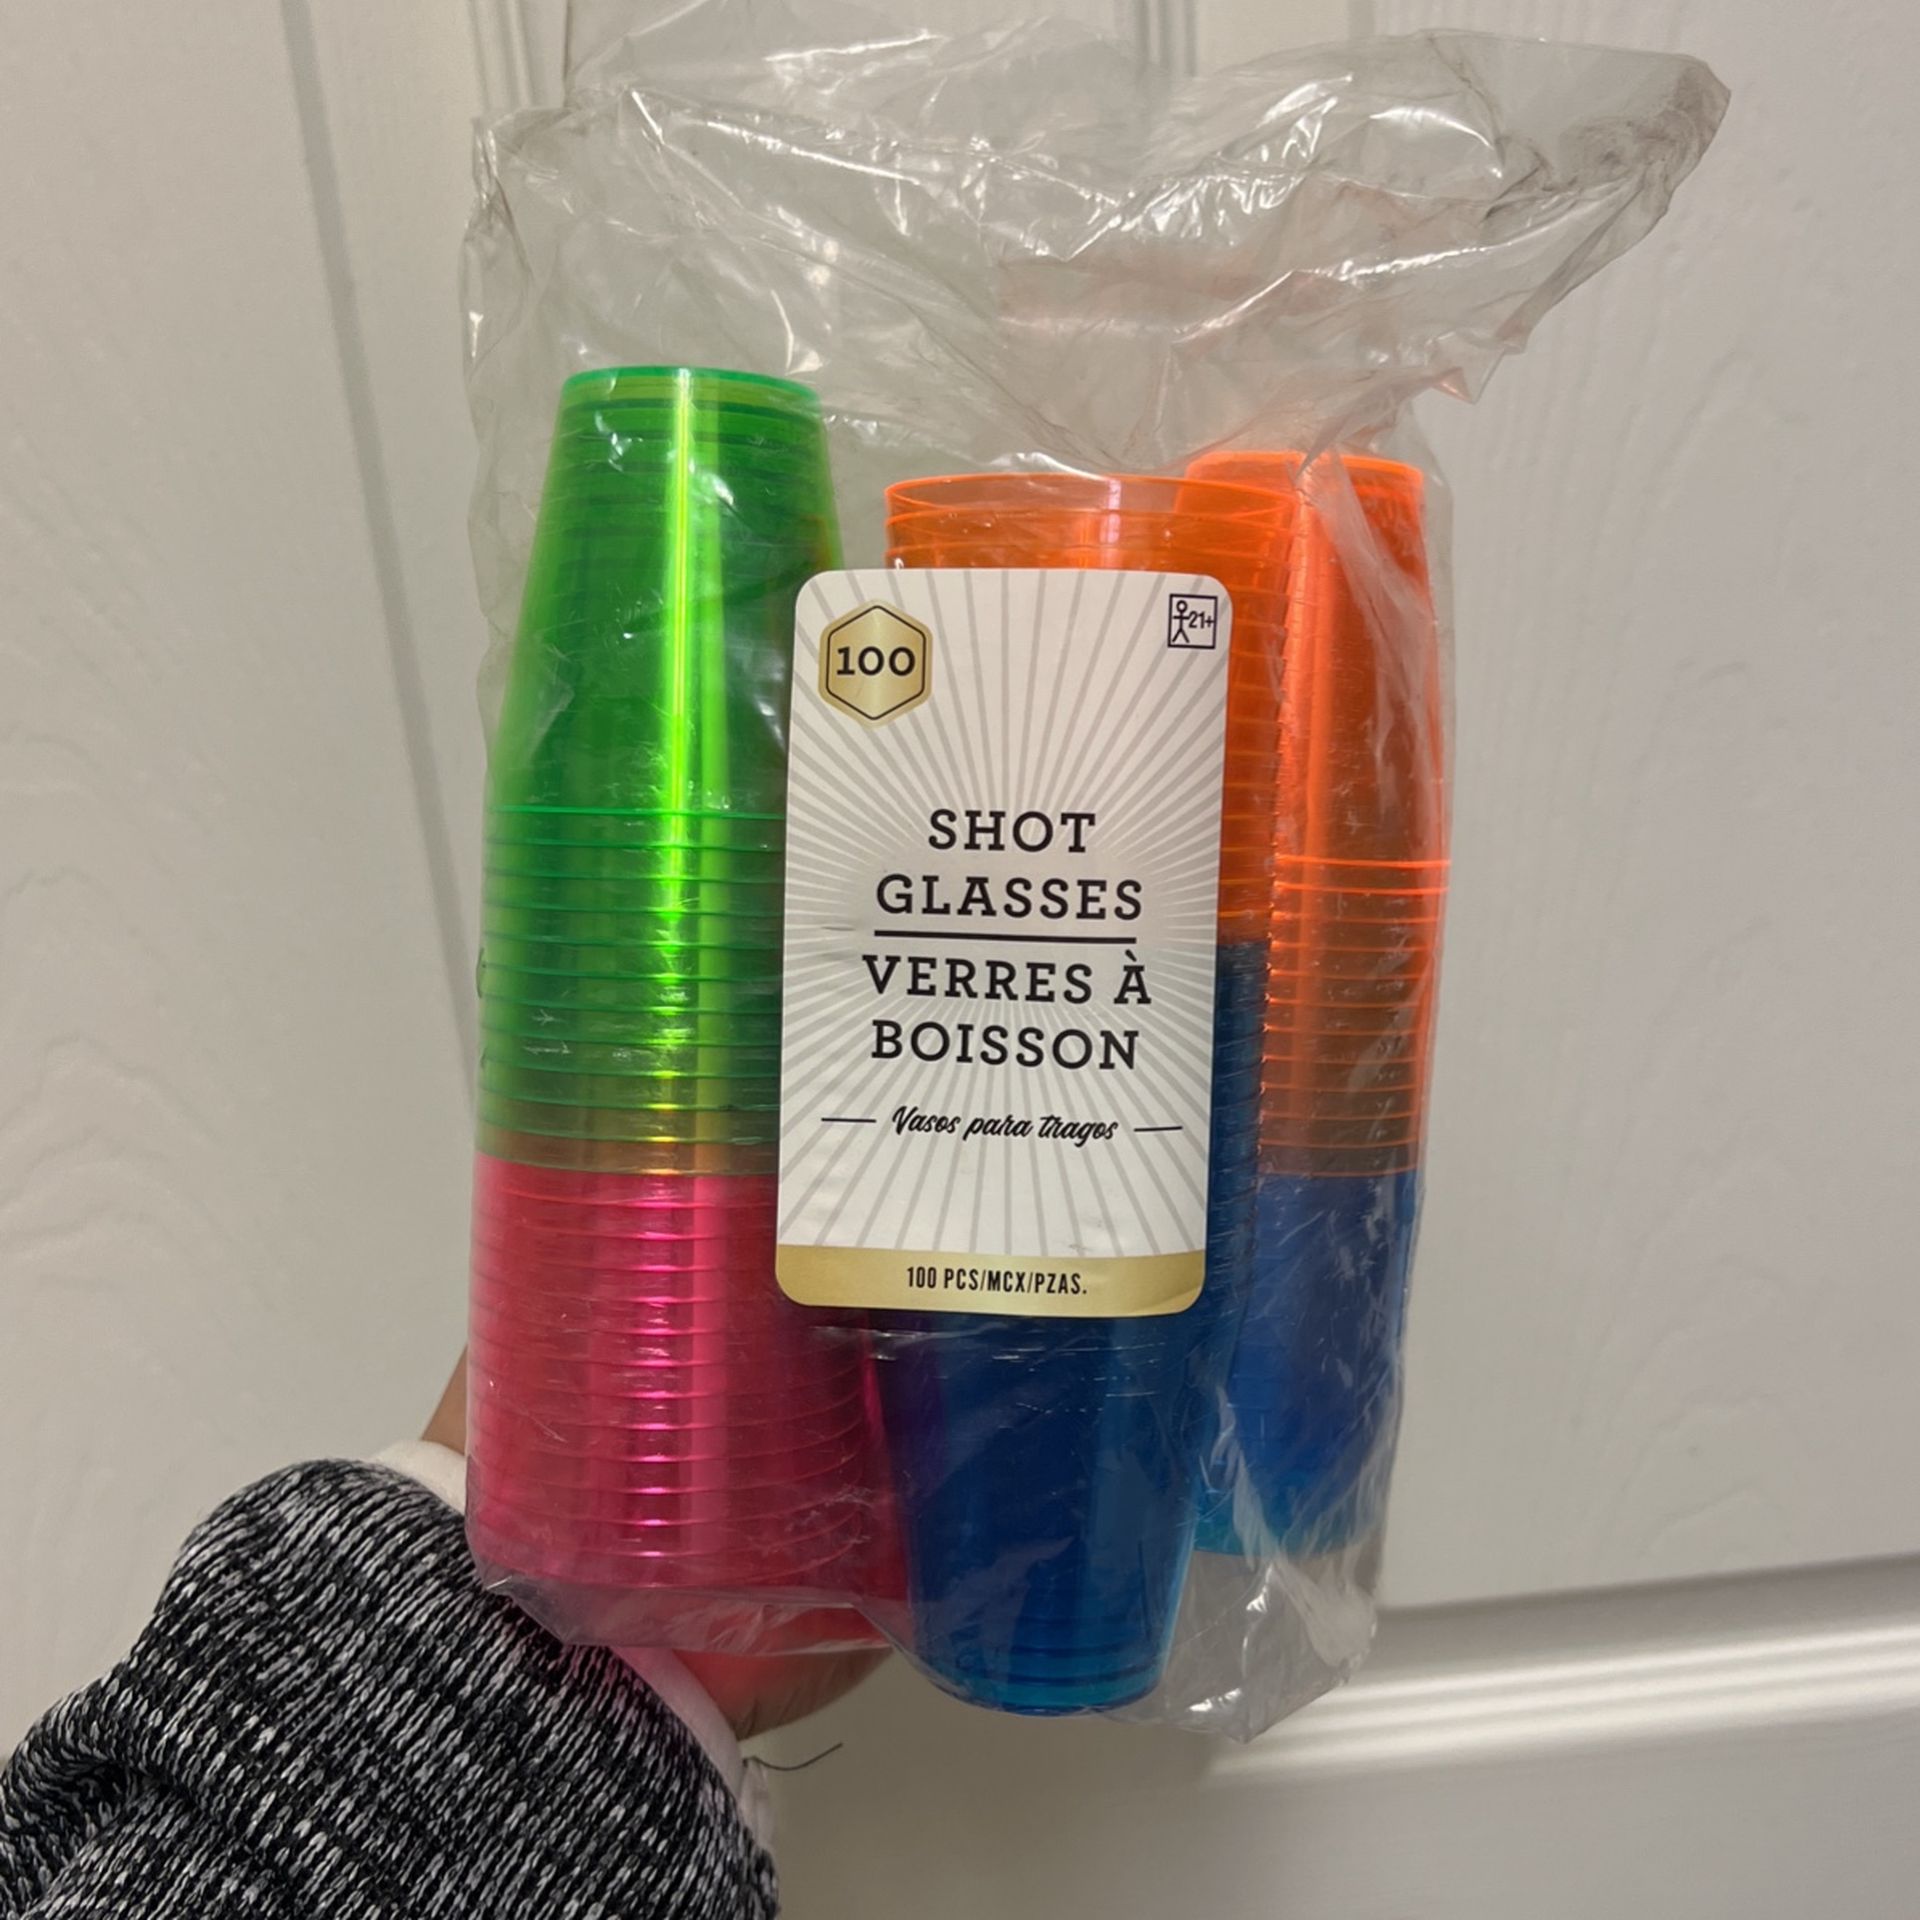 100
21+
SHOT
GLASSES
VERRES À
BOISSON
Vasos para tragos
100 PCS/MCX/PZAS.